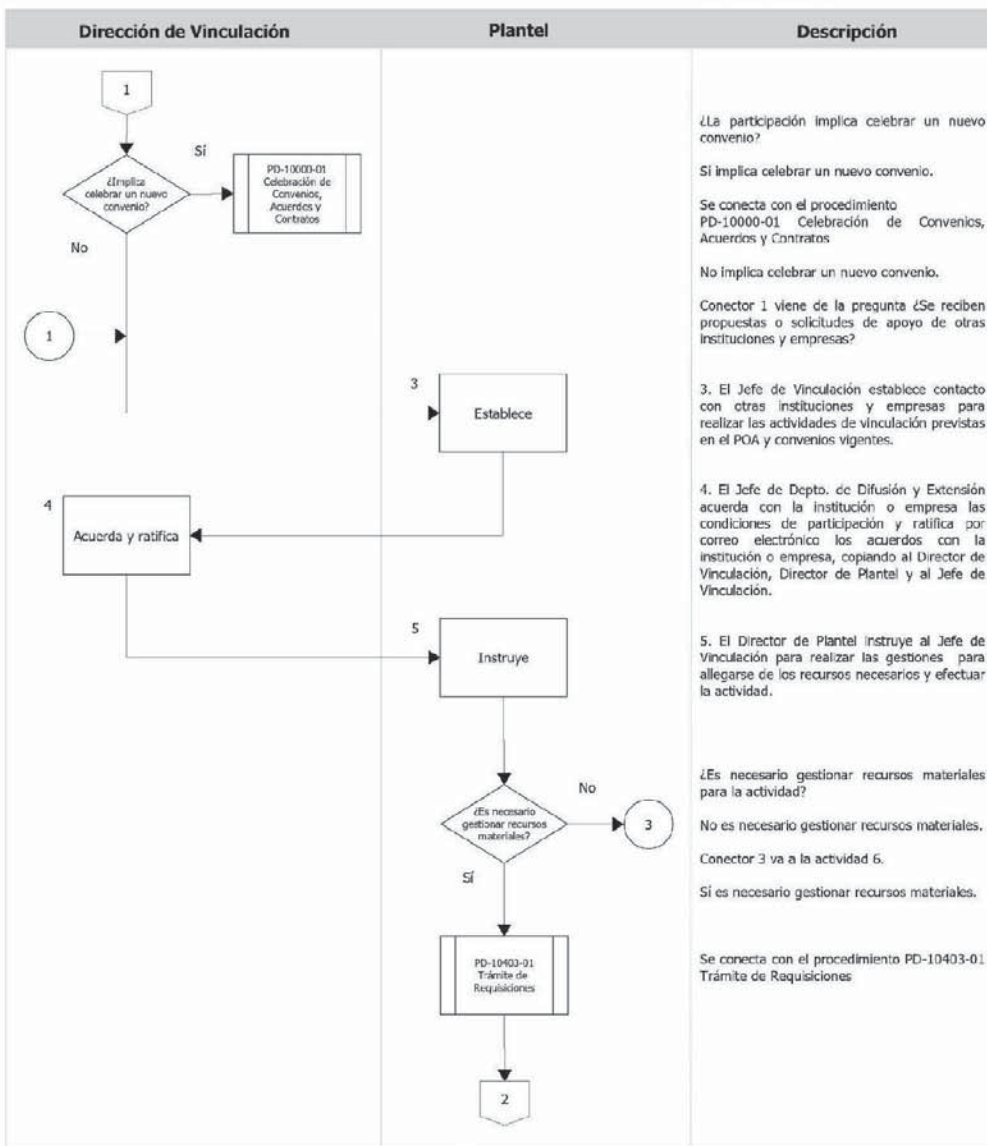 Dirección de Vinculación
Plantel
Descripción
1
¿Implica
celebrar un nuevo
convenio?
Sí
PD-10000-01
Celebración de
Convenios,
Acuerdos y
Contratos
No
1
3
Establece
4
Acuerda y ratifica
5
Instruye
¿Es necesario
gestionar recursos
materiales?
No
3
Sí
PD-10403-01
Trámite de
Requisiciones
2
¿La participación implica celebrar un nuevo
convenio?
Si implica celebrar un nuevo convenio.
Se conecta con el procedimiento
PD-10000-01 Celebración de Convenios,
Acuerdos y Contratos
No implica celebrar un nuevo convenio.
Conector 1 viene de la pregunta ¿Se reciben
propuestas o solicitudes de apoyo de otras
instituciones y empresas?
3. El Jefe de Vinculación establece contacto
con otras instituciones y empresas para
realizar las actividades de vinculación previstas
en el POA y convenios vigentes.
4. El Jefe de Depto. de Difusión y Extensión
acuerda con la institución o empresa las
condiciones de participación y ratifica por
correo electrónico los acuerdos con la
institución o empresa, copiando al Director de
Vinculación, Director de Plantel y al Jefe de
Vinculación.
5. El Director de Plantel instruye al Jefe de
Vinculación para realizar las gestiones para
allegarse de los recursos necesarios y efectuar
la actividad.
¿Es necesario gestionar recursos materiales
para la actividad?
No es necesario gestionar recursos materiales.
Conector 3 va a la actividad 6.
Sí es necesario gestionar recursos materiales.
Se conecta con el procedimiento PD-10403-01
Trámite de Requisiciones